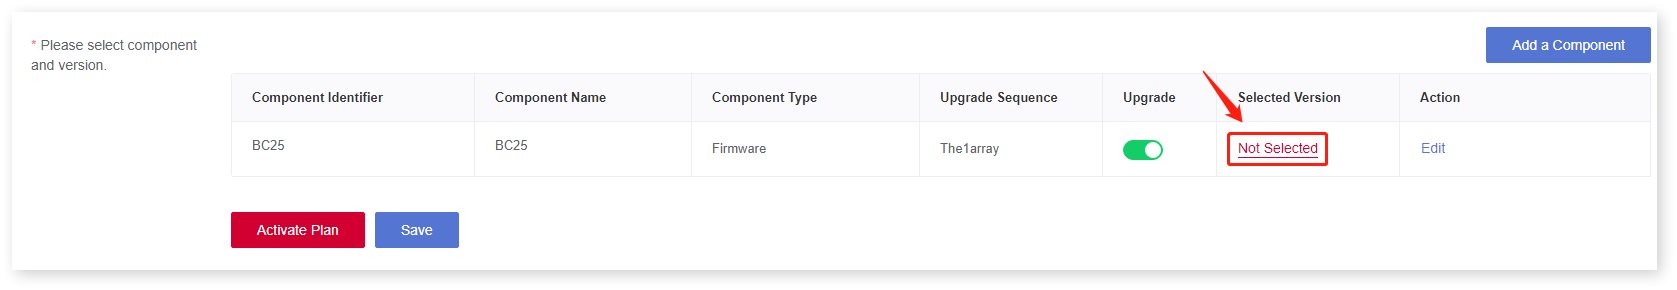 * Please select component
and version.
Add a Component
Component Identifier Component Name Component Type Upgrade Sequence Upgrade Selected Version Action
BC25 BC25 Firmware The1array Not Selected Edit
Activate Plan Save